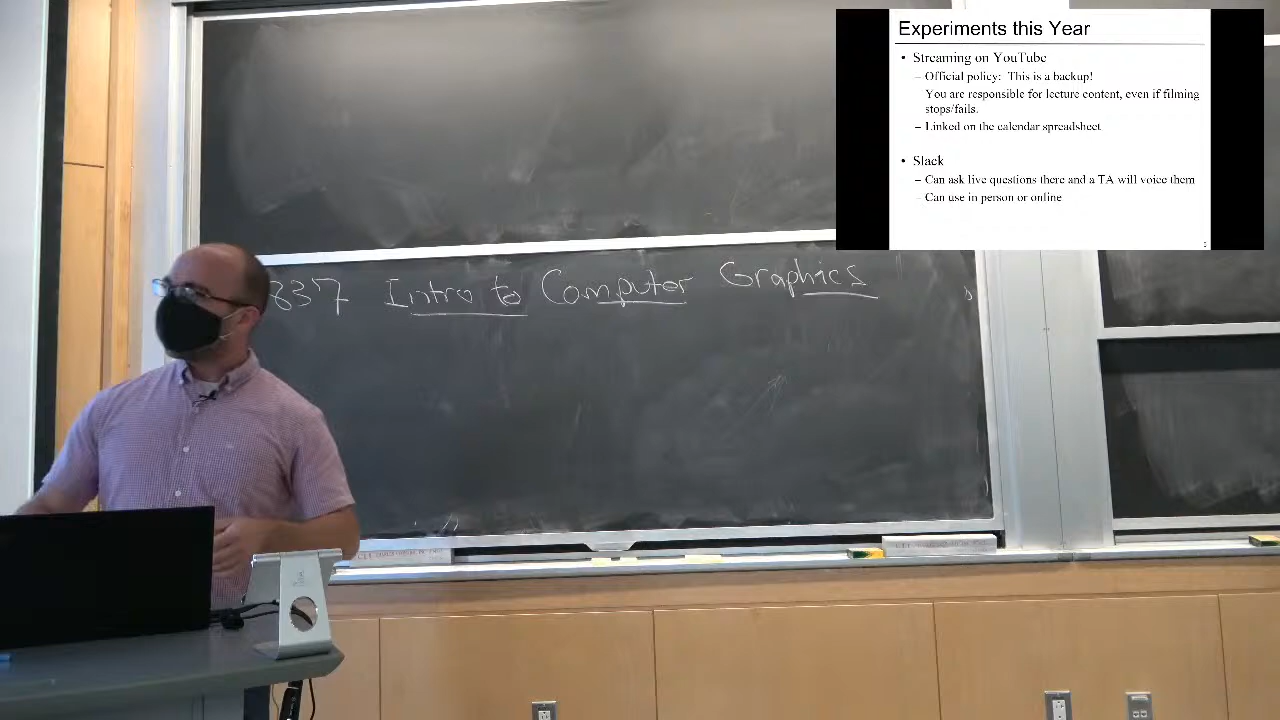 Experiments this Year
• Streaming on YouTube
– Official policy: This is a backup!
You are responsible for lecture content, even if filming
stops/fails.
– Linked on the calendar spreadsheet
• Slack
– Can ask live questions there and a TA will voice them
– Can use in person or online
837 Intro to Computer Graphics